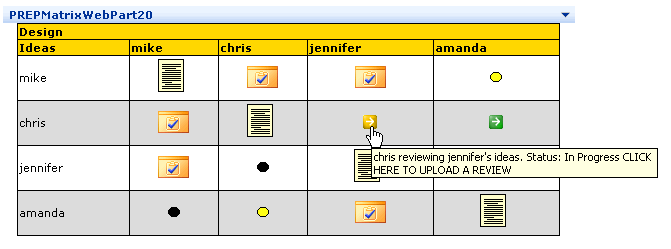 PREPMatrixWebPart20
Design
Ideas mike chris jennifer amanda
mike
chris
chris reviewing jennifer's ideas. Status: In Progress CLICK
HERE TO UPLOAD A REVIEW
jennifer
amanda